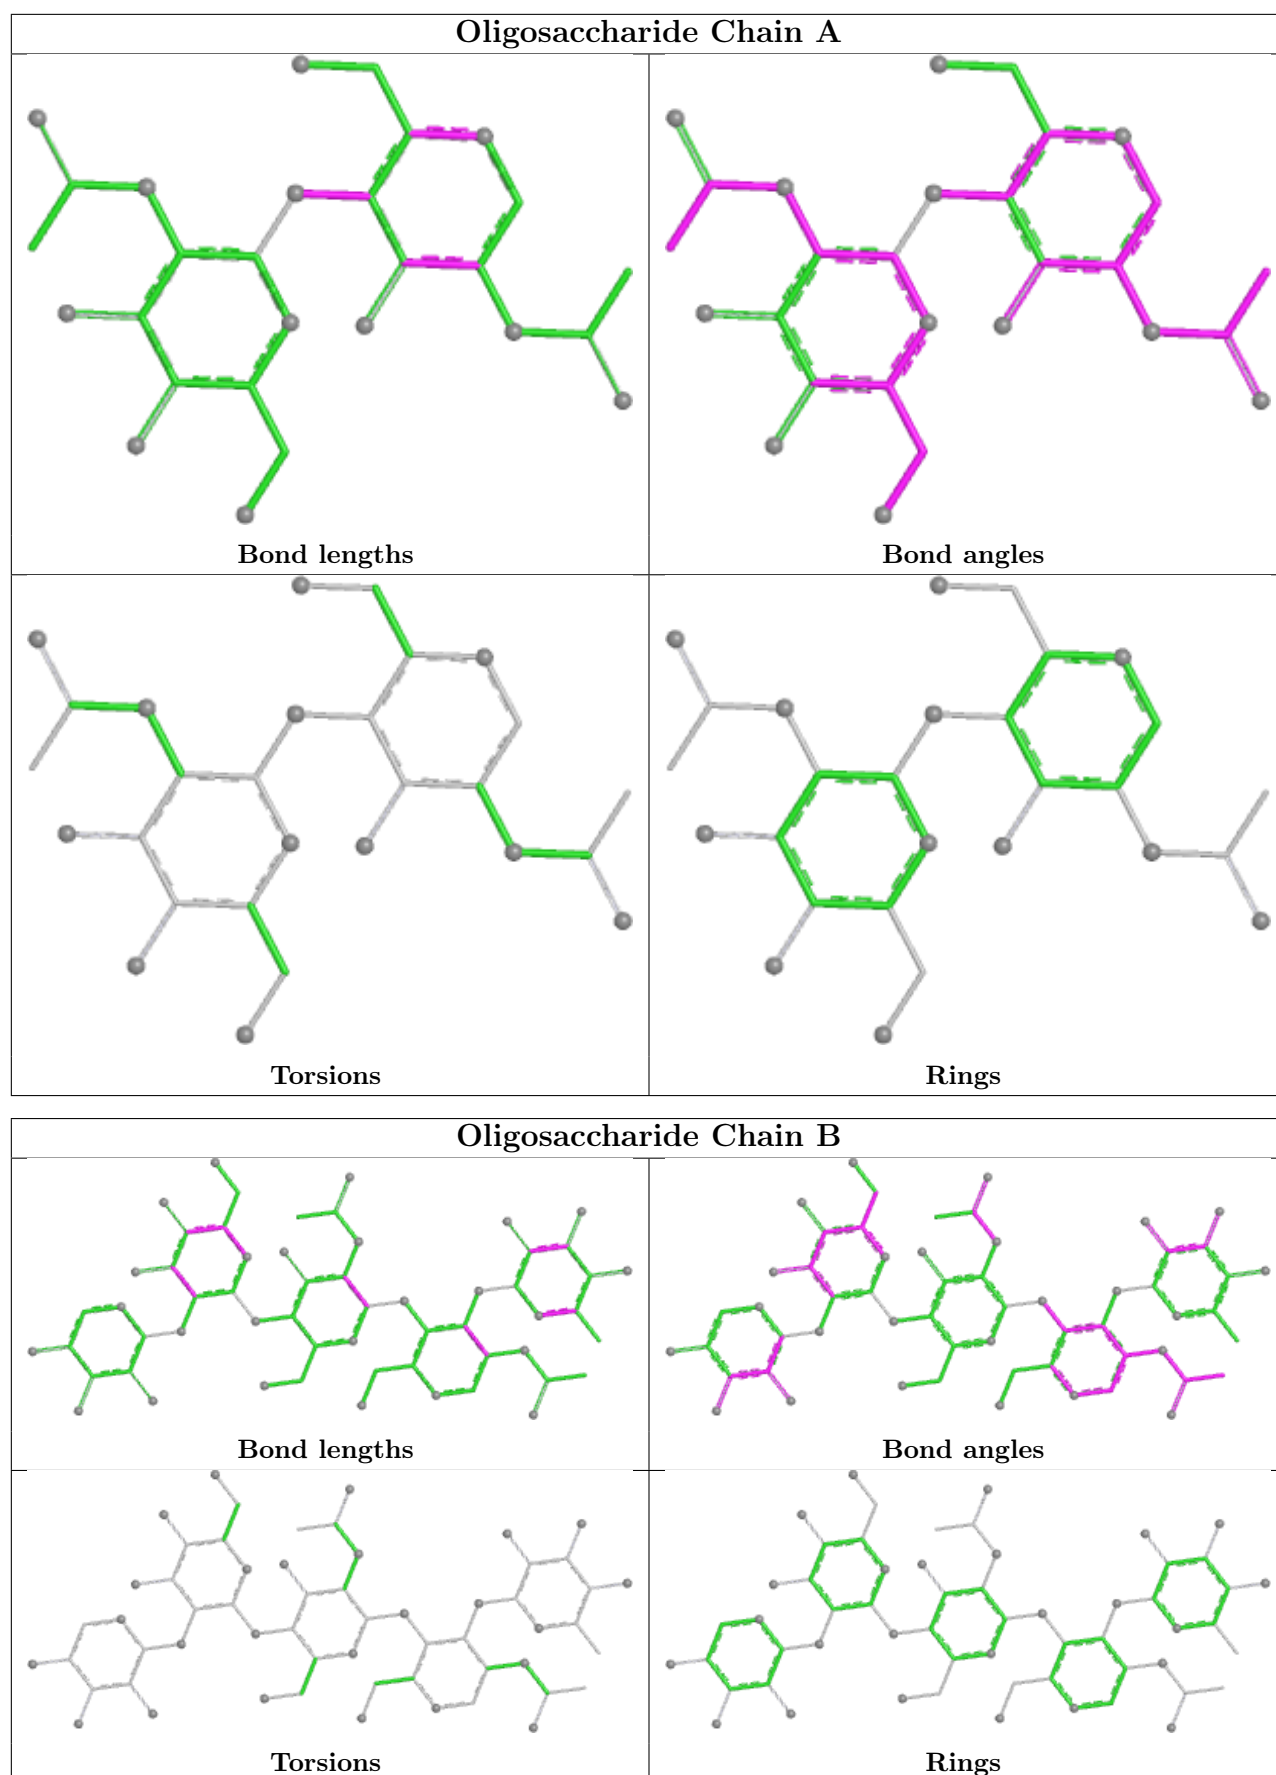 Oligosaccharide Chain A
Bond lengths
Bond angles
Torsions
Rings
Oligosaccharide Chain B
Bond lengths
Bond angles
Torsions
Rings